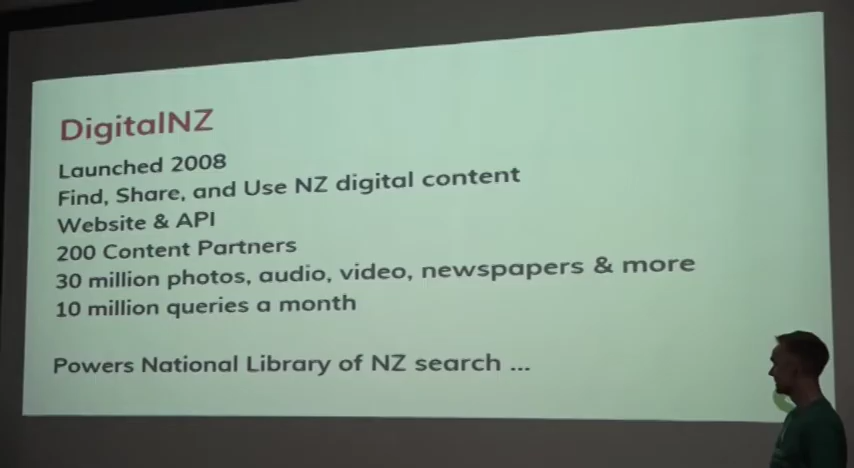 DigitalNZ
Launched 2008
Find, Share, and Use NZ digital content
Website & API
200 Content Partners
30 million photos, audio, video, newspapers & more
10 million queries a month
Powers National Library of NZ search ...